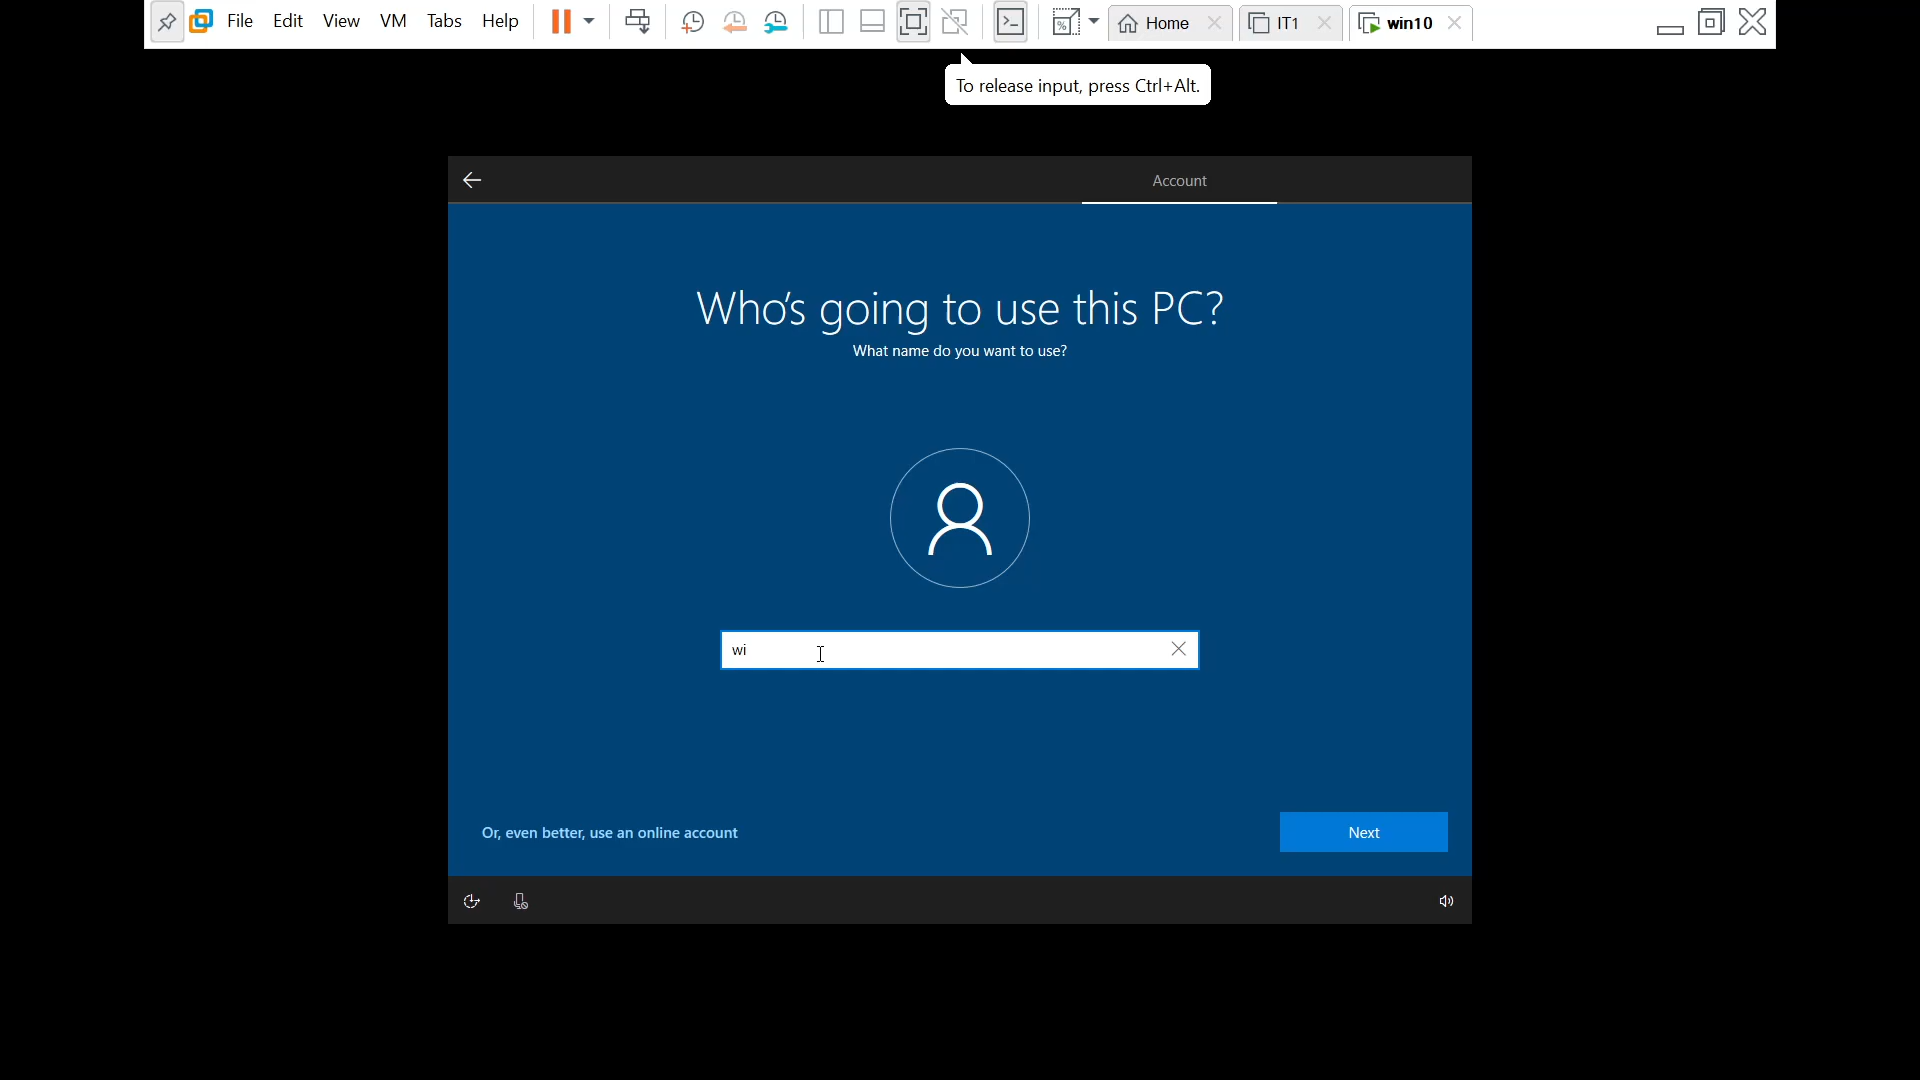 File Edit View VM Tabs Help Home IT1 win10
To release input, press Ctrl+Alt.
Account
Who's going to use this PC?
What name do you want to use?
wi
Or, even better, use an online account
Next